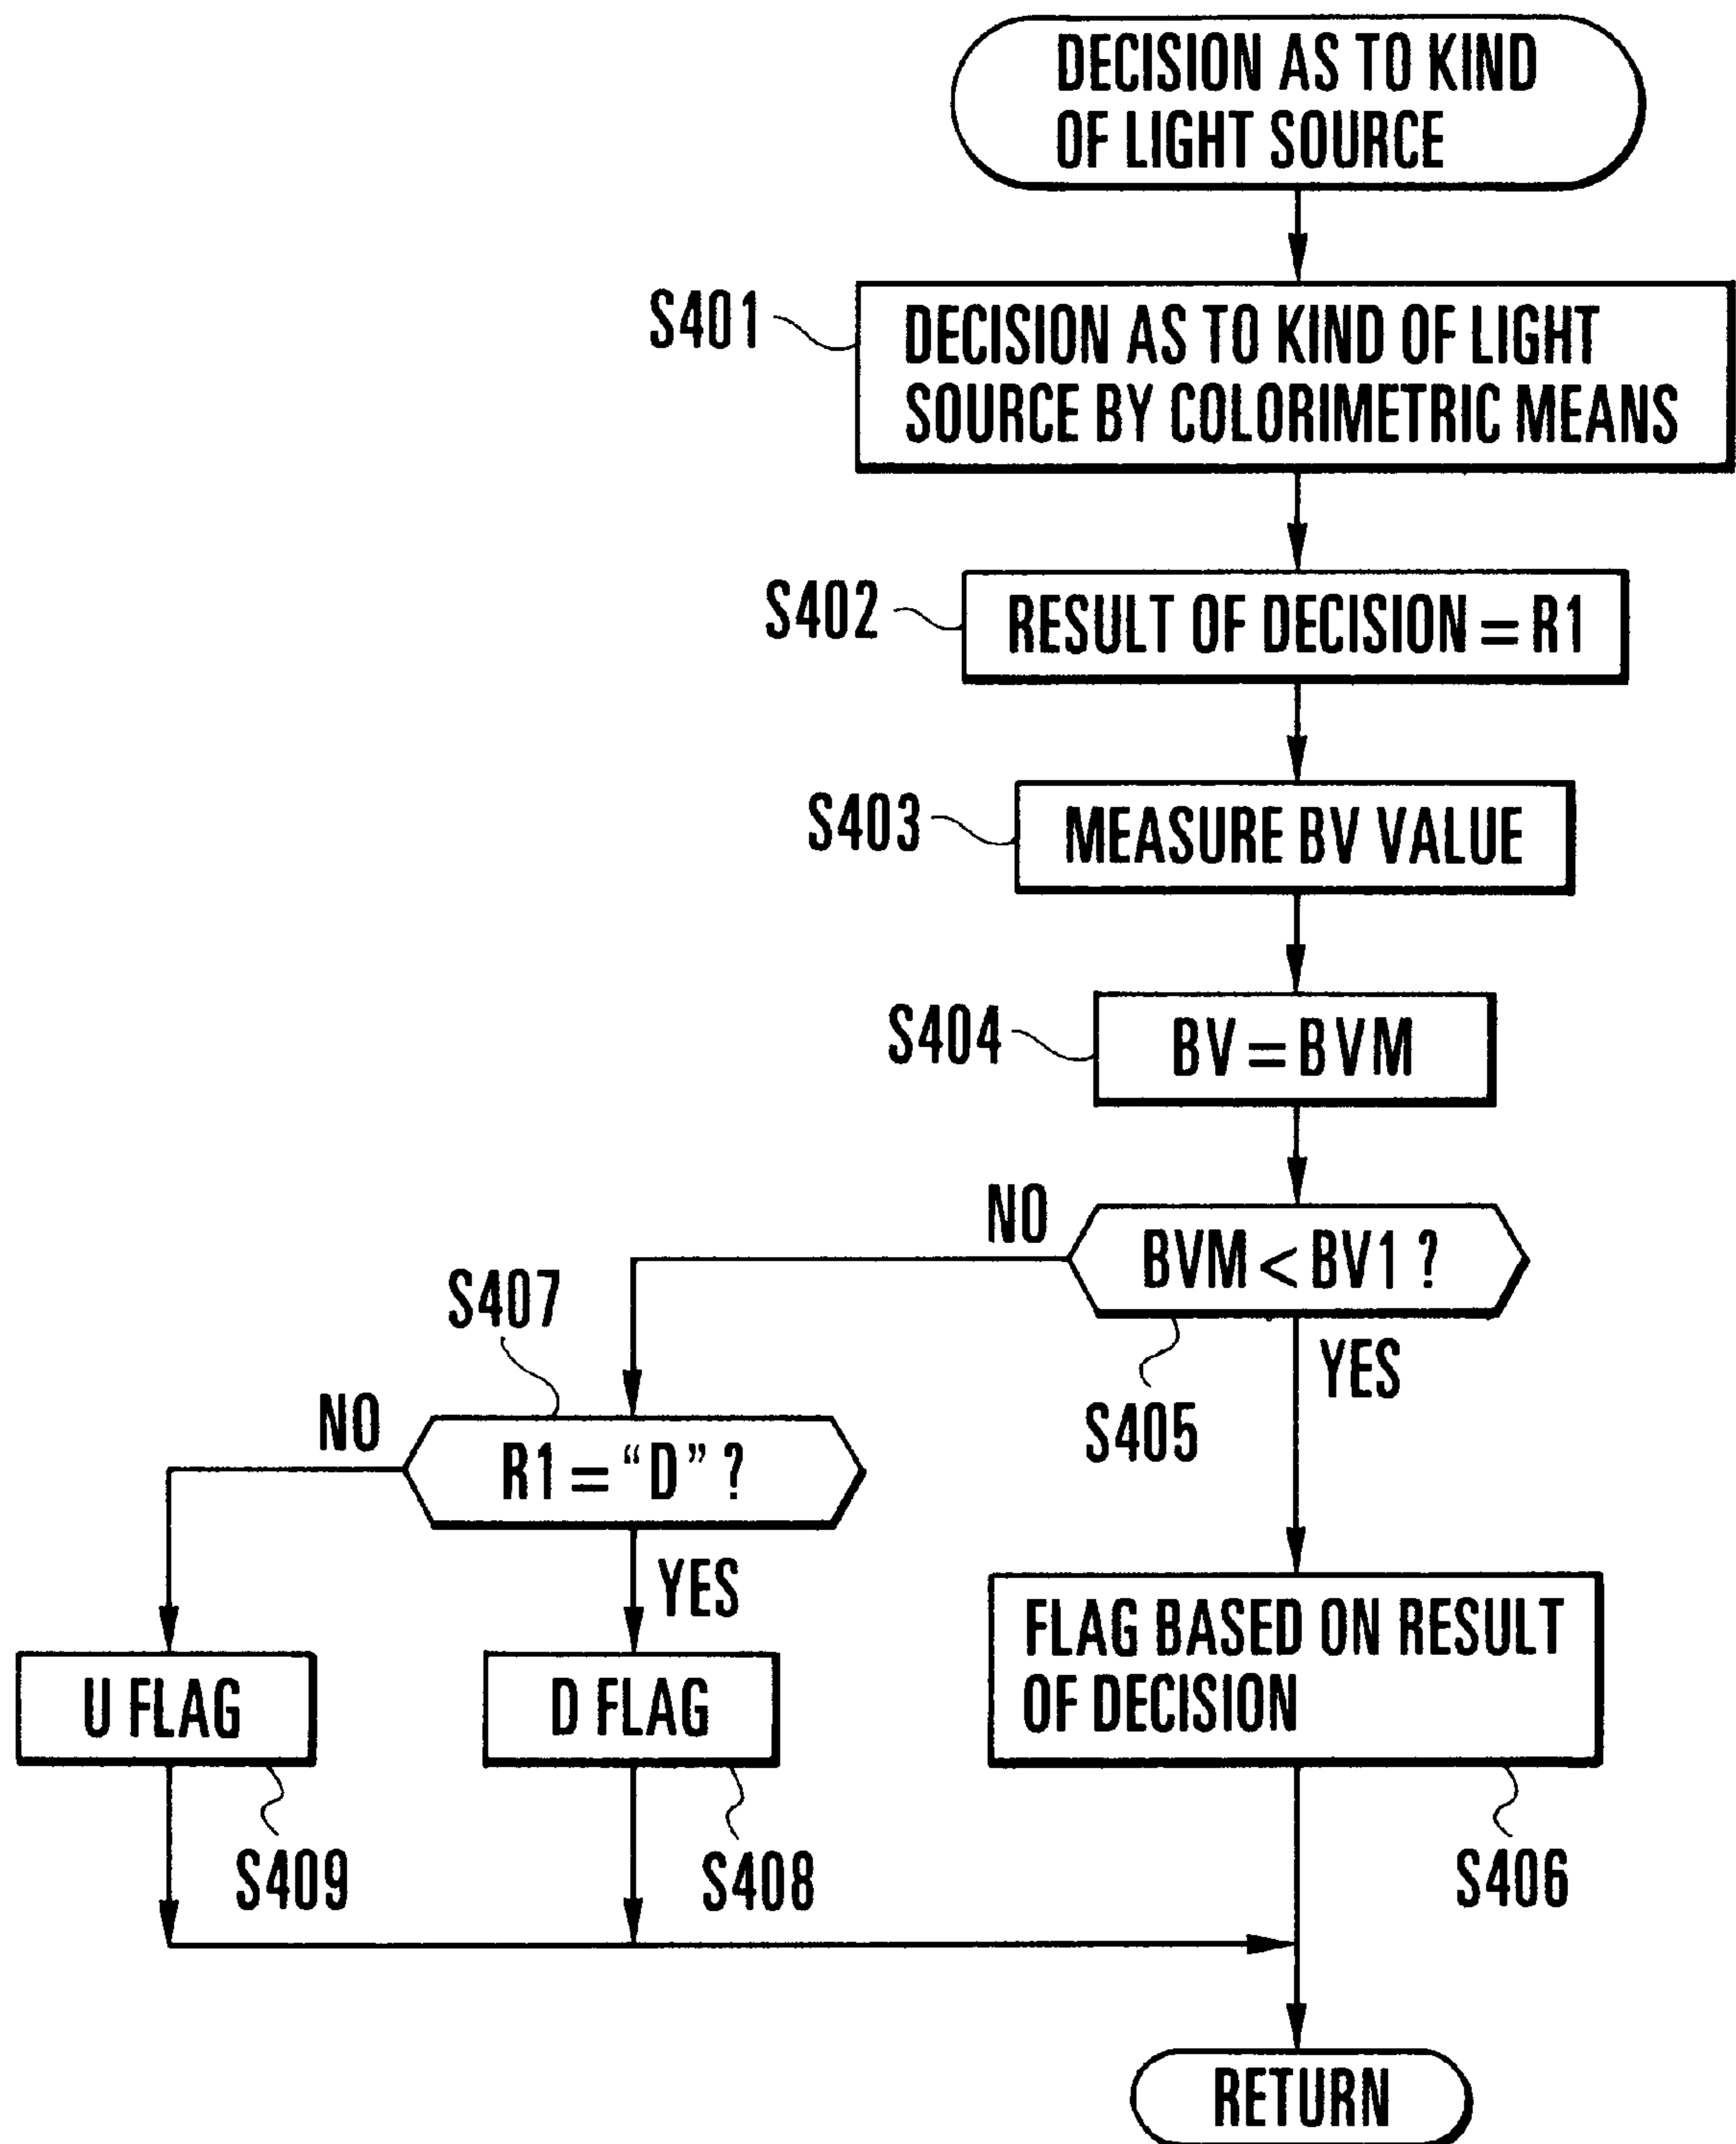 DECISION AS TO KIND
OF LIGHT SOURCE
S401
DECISION AS TO KIND OF LIGHT
SOURCE BY COLORIMETRIC MEANS
S402
RESULT OF DECISION = R1
S403
MEASURE BV VALUE
S404
BV = BVM
NO
BVM < BV1 ?
S407
YES
S405
NO
R1 = “D” ?
YES
FLAG BASED ON RESULT
OF DECISION
U FLAG
D FLAG
S409
S408
S406
RETURN